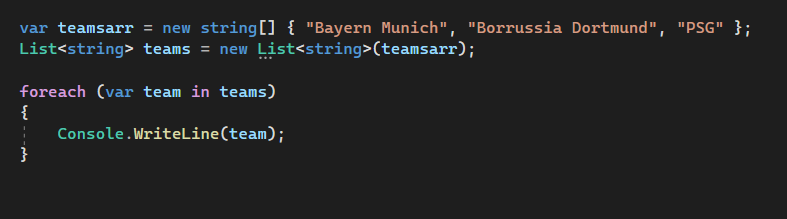 var teamsarr = new string[] { "Bayern Munich", "Borrussia Dortmund", "PSG" };
List<string> teams = new List<string>(teamsarr);
foreach (var team in teams)
{
    Console.WriteLine(team);
}